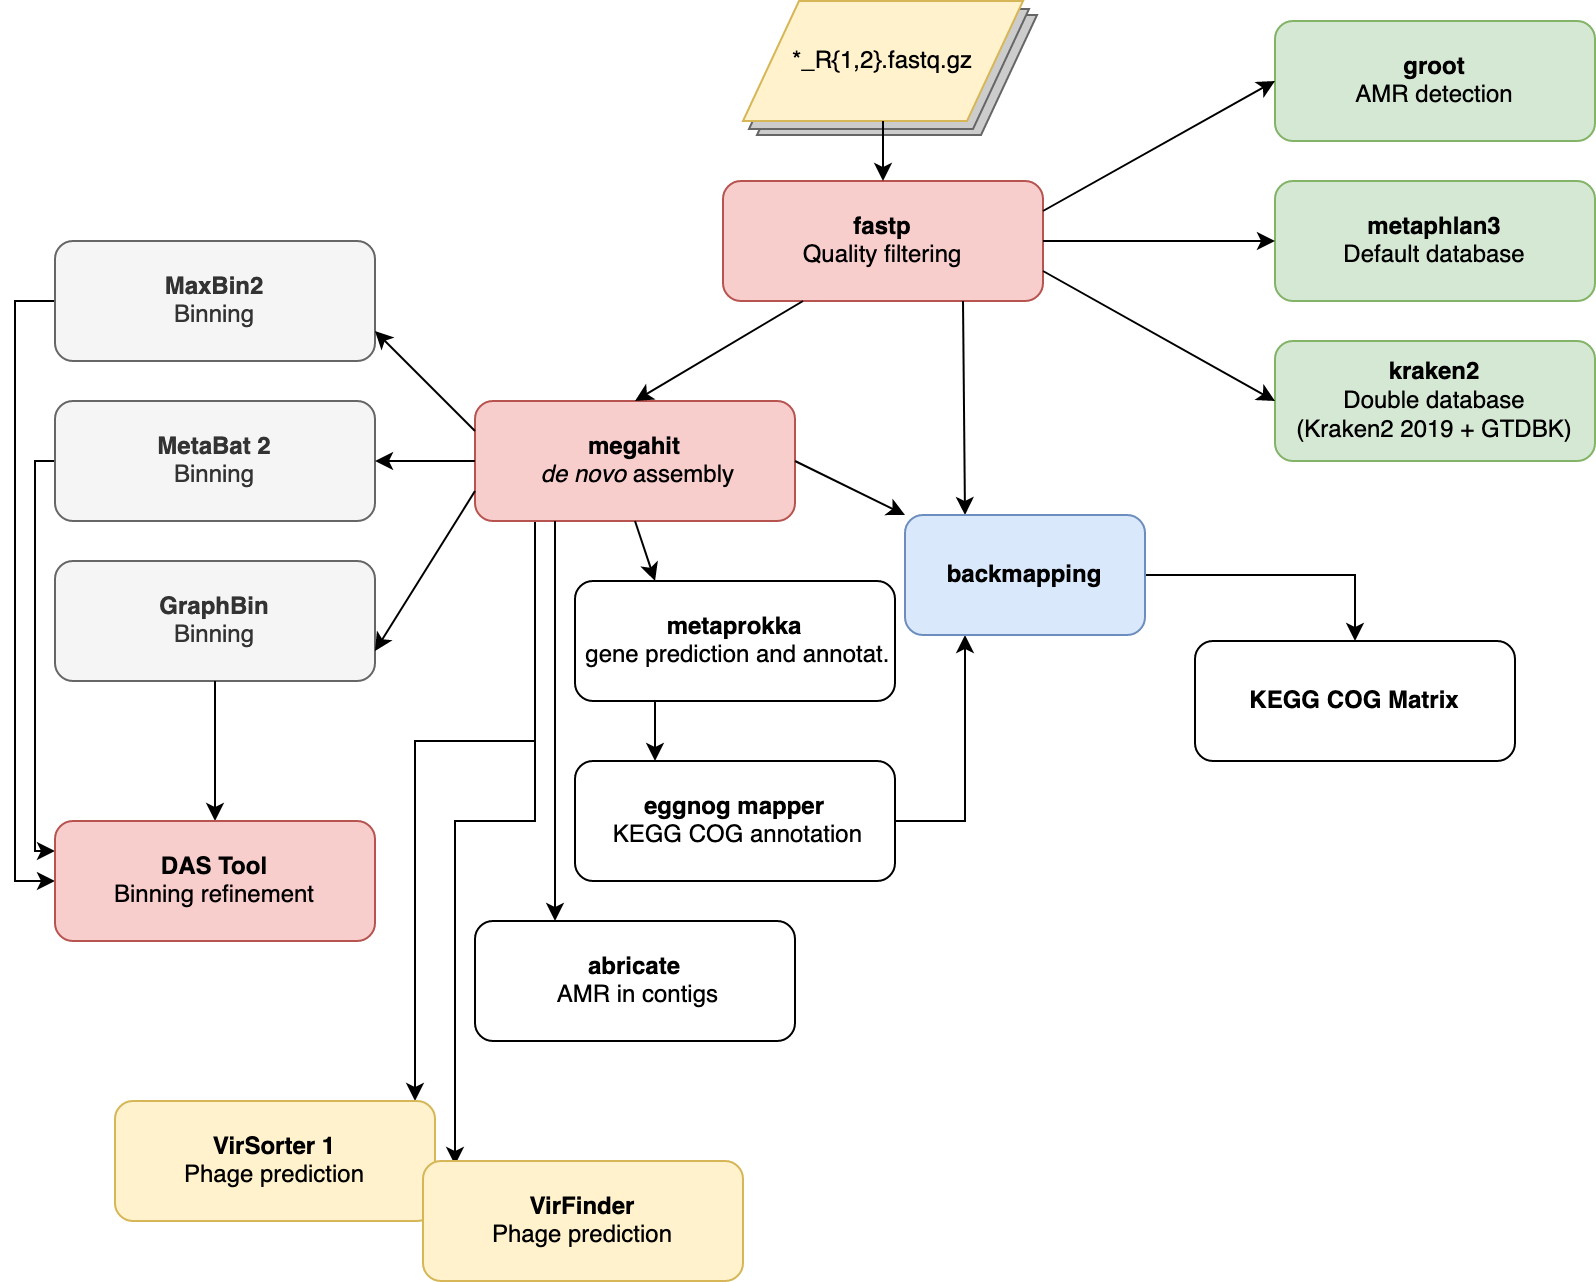 *_R{1,2}.fastq.gz
groot
AMR detection
fastp
Quality filtering
metaphlan3
Default database
MaxBin2
Binning
kraken2
Double database
(Kraken2 2019 + GTDBK)
MetaBat 2
Binning
megahit
de novo assembly
backmapping
GraphBin
Binning
metaprokka
gene prediction and annotat.
KEGG COG Matrix
eggnog mapper
KEGG COG annotation
DAS Tool
Binning refinement
abricate
AMR in contigs
VirSorter 1
Phage prediction
VirFinder
Phage prediction